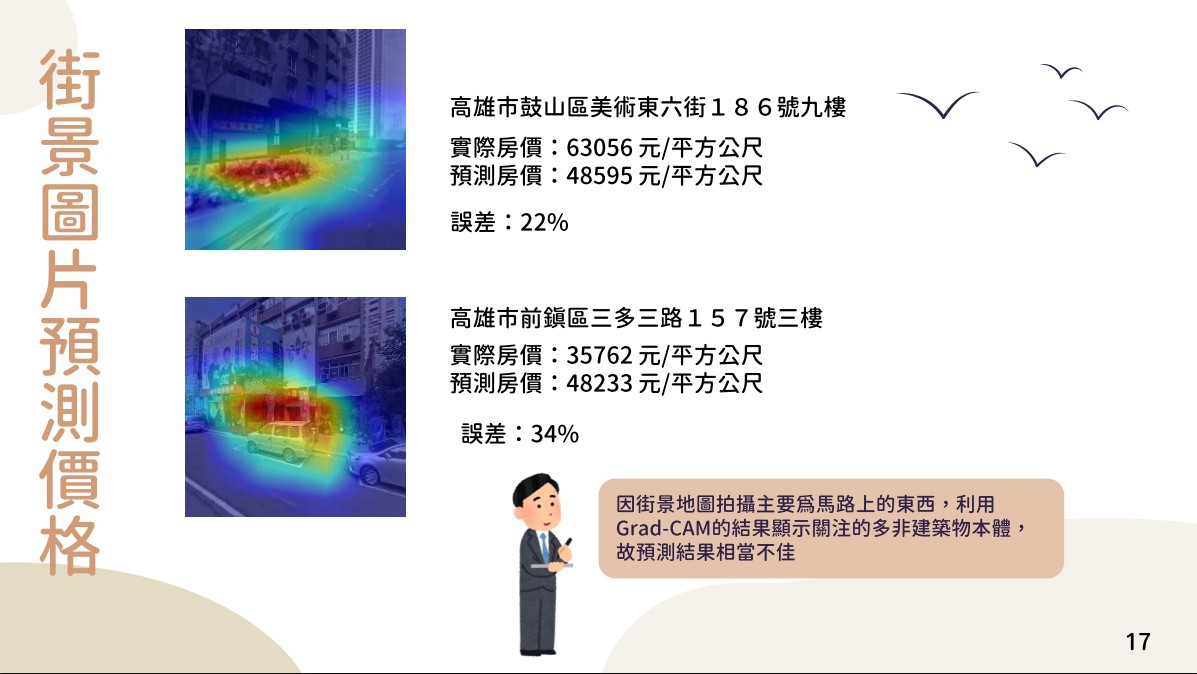 街景圖片預測價格
高雄市鼓山區美術東六街１８６號九樓
實際房價：63056 元/平方公尺
預測房價：48595 元/平方公尺
誤差：22%
高雄市前鎮區三多三路１５７號三樓
實際房價：35762 元/平方公尺
預測房價：48233 元/平方公尺
誤差：34%
因街景地圖拍攝主要為馬路上的東西，利用
Grad-CAM的結果顯示關注的多非建築物本體，
故預測結果相當不佳
17